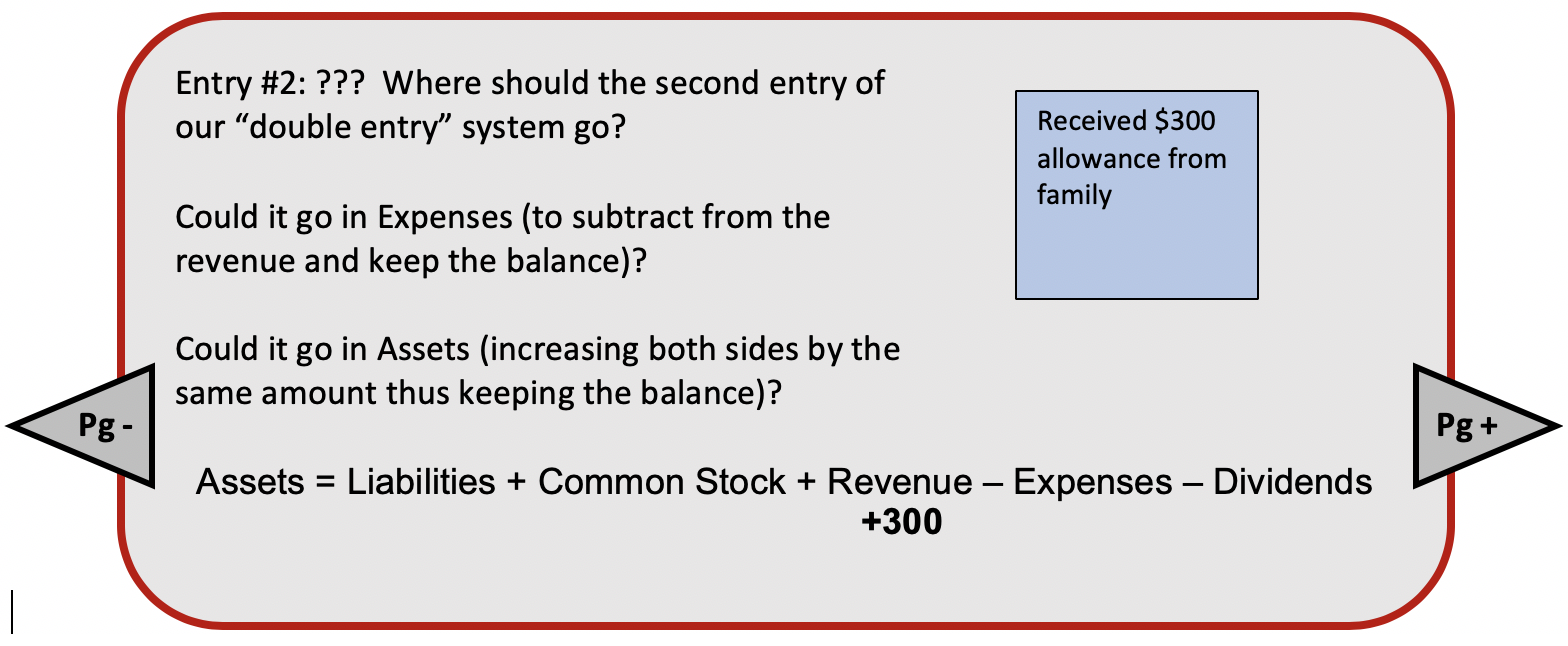 Entry #2: ???  Where should the second entry of
our “double entry” system go?
Received $300
allowance from
family
Could it go in Expenses (to subtract from the
revenue and keep the balance)?
Could it go in Assets (increasing both sides by the
same amount thus keeping the balance)?
Pg -
Pg +
Assets = Liabilities + Common Stock + Revenue – Expenses – Dividends
+300